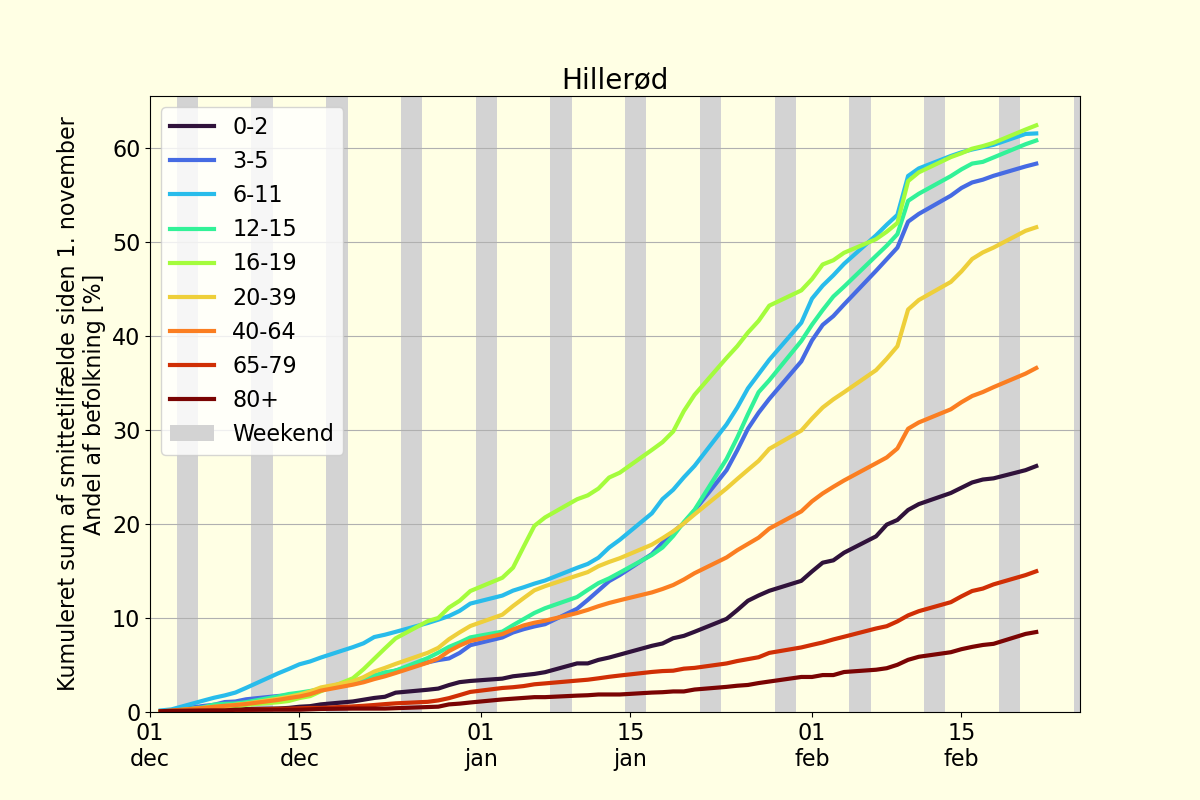 Hillerød
Kumuleret sum af smittetilfælde siden 1. november
Andel af befolkning [%]
60
50
40
30
20
10
0
0-2
3-5
6-11
12-15
16-19
20-39
40-64
65-79
80+
Weekend
01 15 01 15 01 15
dec dec jan jan feb feb